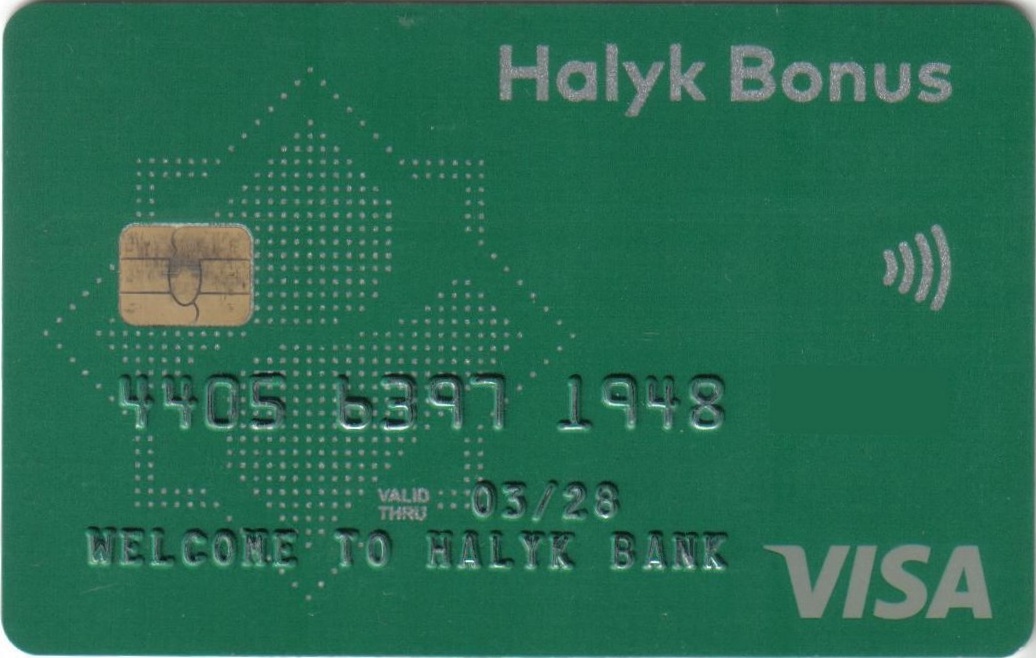 Halyk Bonus
4405 6397 1948
VALID THRU 03/28
WELCOME TO HALYK BANK
VISA